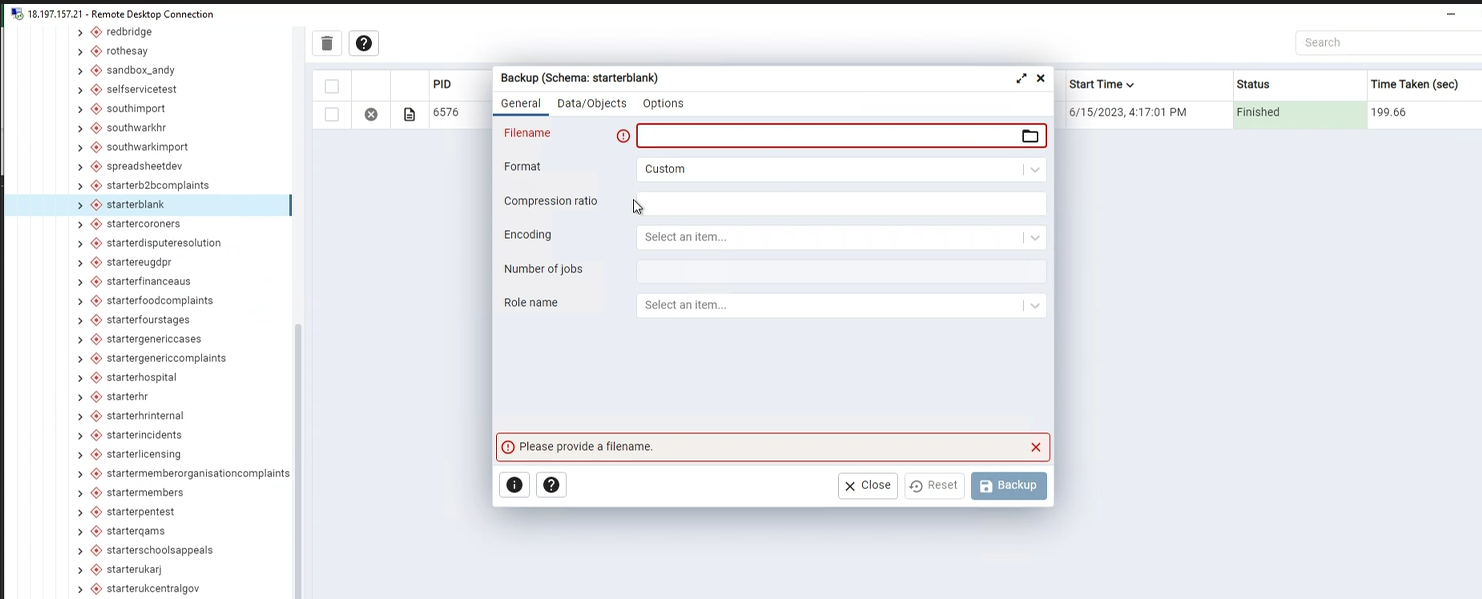 18.197.157.21 - Remote Desktop Connection
redbridge
rothesay
sandbox_andy
selfservicetest
southimport
southwarkhr
southwarkimport
spreadsheetdev
starterb2bcomplaints
starterblank
startercoroners
starterdisputeresolution
startereugdpr
starterfinanceaus
starterfoodcomplaints
starterfourstages
startergenericcases
startergenericcomplaints
starterhospital
starterhr
starterhrinternal
starterincidents
starterlicensing
startermemberorganisationcomplaints
startermembers
starterpentest
starterqams
starterschoolsappeals
starterukarj
starterukcentralgov
Search
PID Start Time Status Time Taken (sec)
6576 6/15/2023, 4:17:01 PM Finished 199.66
Backup (Schema: starterblank)
General Data/Objects Options
Filename
Format Custom
Compression ratio
Encoding Select an item...
Number of jobs
Role name Select an item...
Please provide a filename.
Close Reset Backup